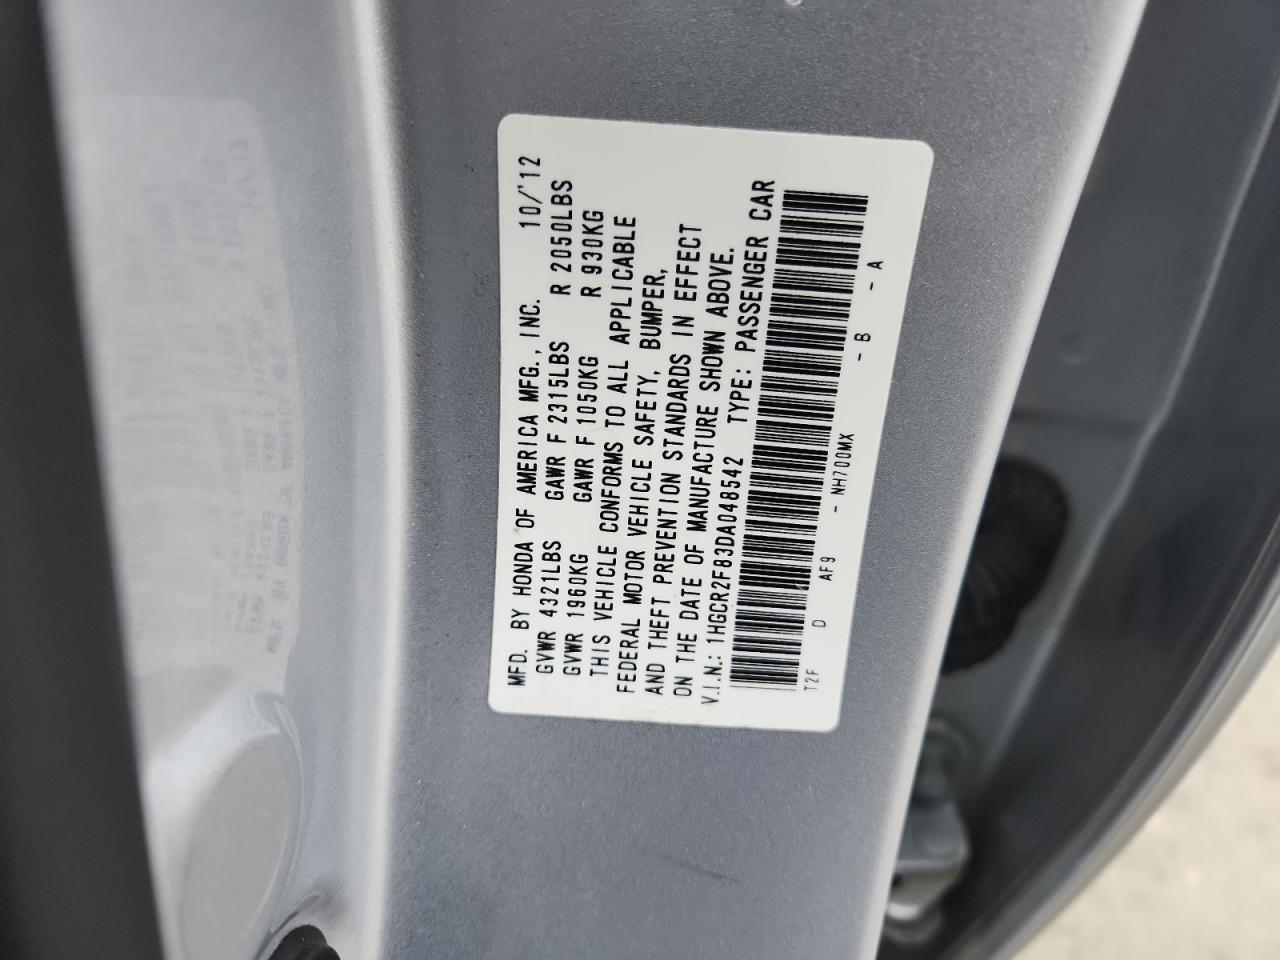 MFD. BY HONDA OF AMERICA MFG., INC. 10/'12
GVWR 4321LBS GAWR F 2315LBS R 2050LBS
GVWR 1960KG GAWR F 1050KG R 930KG
THIS VEHICLE CONFORMS TO ALL APPLICABLE
FEDERAL MOTOR VEHICLE SAFETY, BUMPER,
AND THEFT PREVENTION STANDARDS IN EFFECT
ON THE DATE OF MANUFACTURE SHOWN ABOVE.
V.I.N.: 1HGCR2F83DA048542 TYPE: PASSENGER CAR
T2F D AF9 - NH700MX - B - A